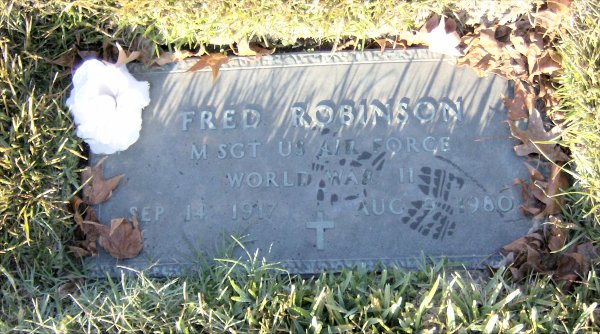 FRED ROBINSON
M SGT US AIR FORCE
WORLD WAR II
SEP 14 1917 AUG 1980